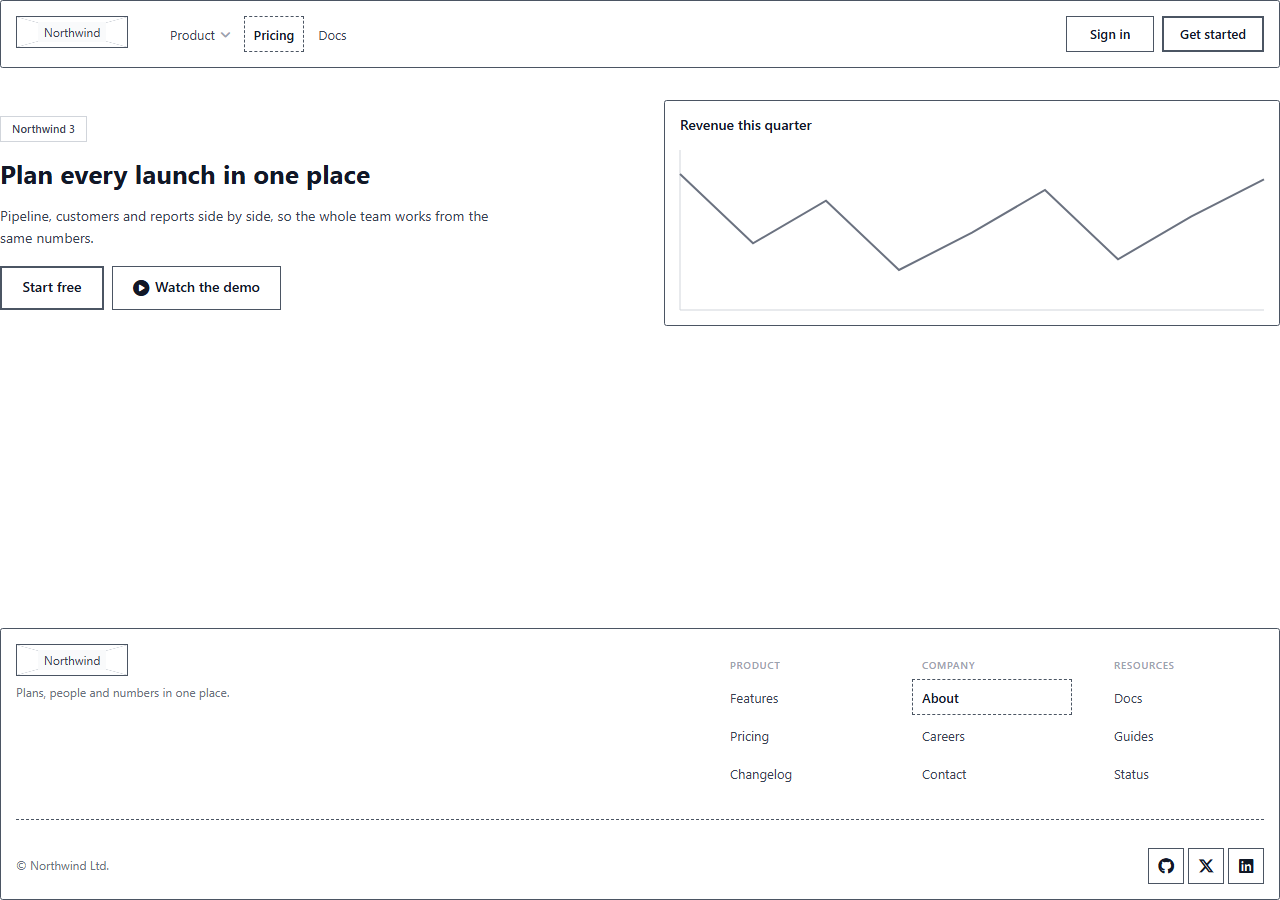 Northwind
Product
Pricing
Docs
Sign in
Get started
Northwind 3
Plan every launch in one place
Pipeline, customers and reports side by side, so the whole team works from the
same numbers.
Start free
Watch the demo
Revenue this quarter
Northwind
Plans, people and numbers in one place.
PRODUCT
Features
Pricing
Changelog
COMPANY
About
Careers
Contact
RESOURCES
Docs
Guides
Status
© Northwind Ltd.